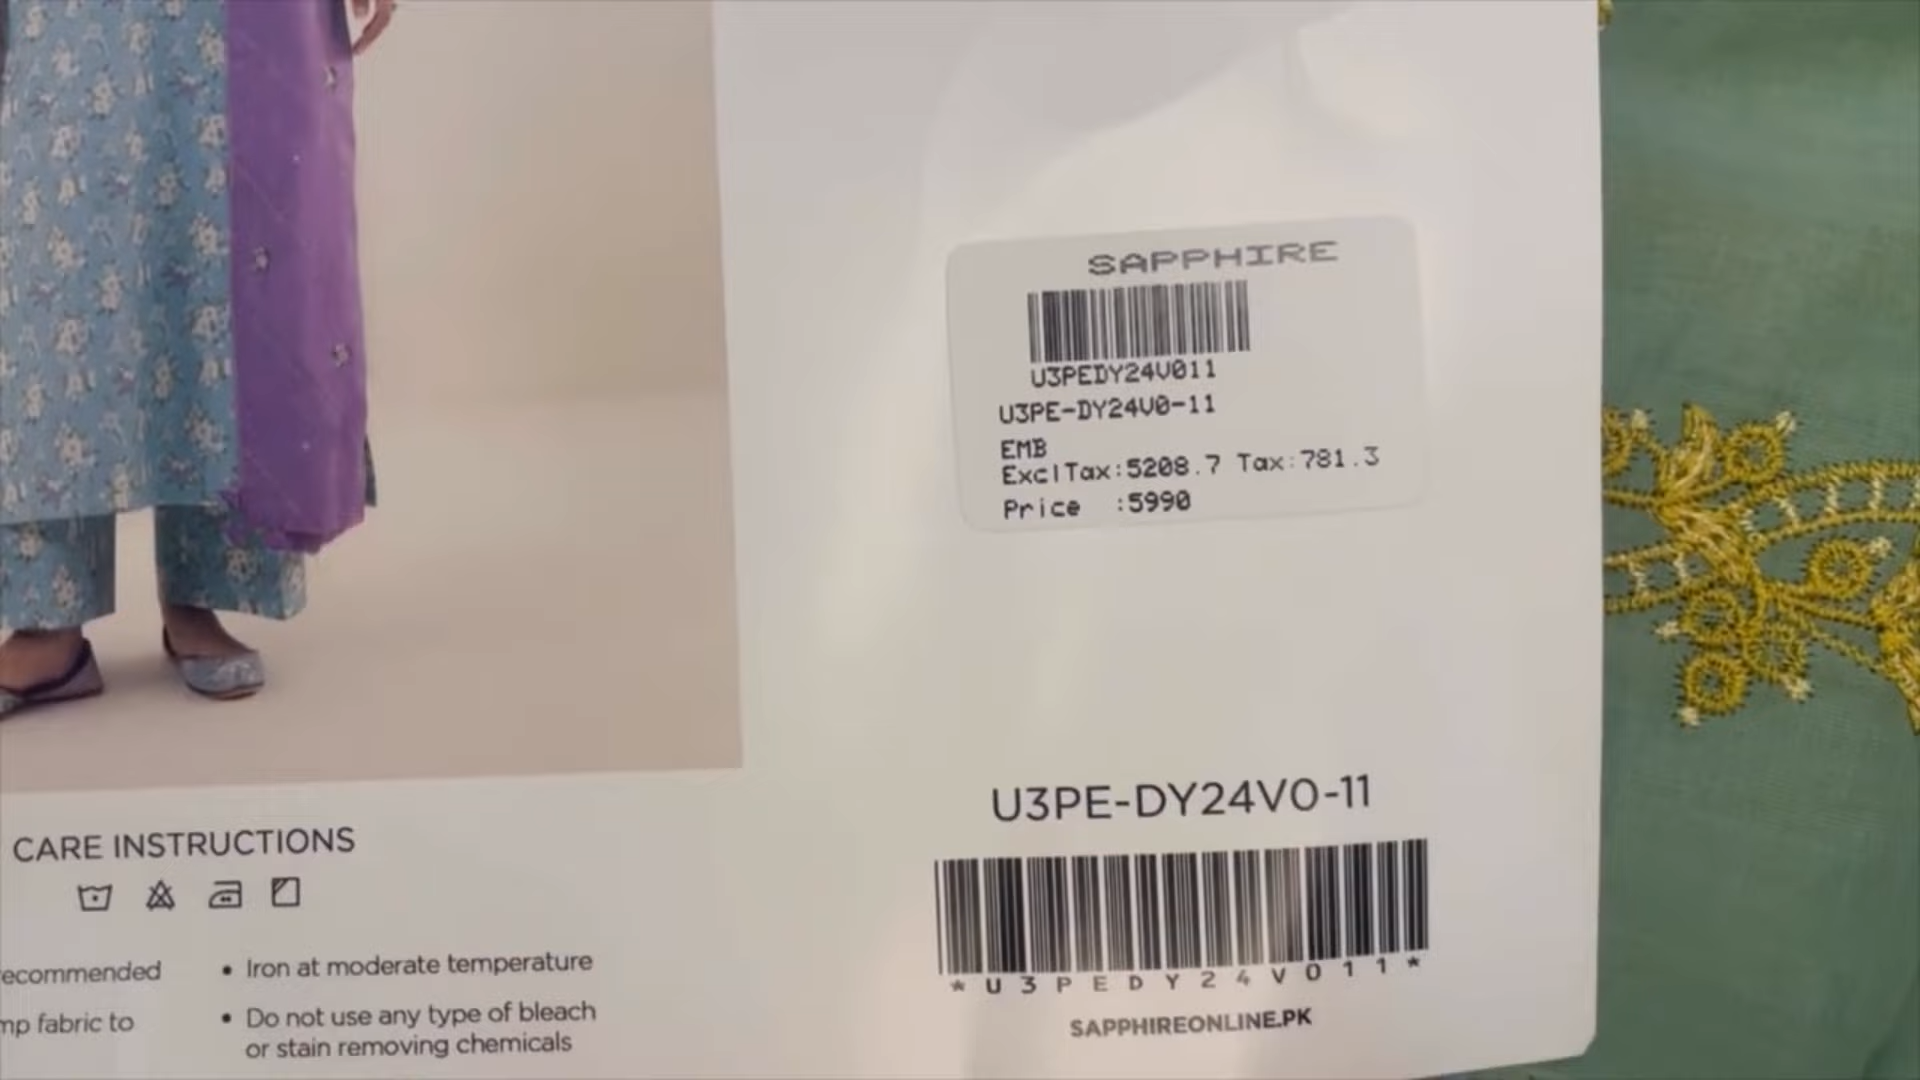 SAPPHIRE
U3PEDY24V011
U3PE-DY24V0-11
EMB
ExclTax:5208.7 Tax:781.3
Price :5990
U3PE-DY24V0-11
*U3PEDY24V011*
SAPPHIREONLINE.PK
CARE INSTRUCTIONS
recommended
• Iron at moderate temperature
fabric to
• Do not use any type of bleach
or stain removing chemicals